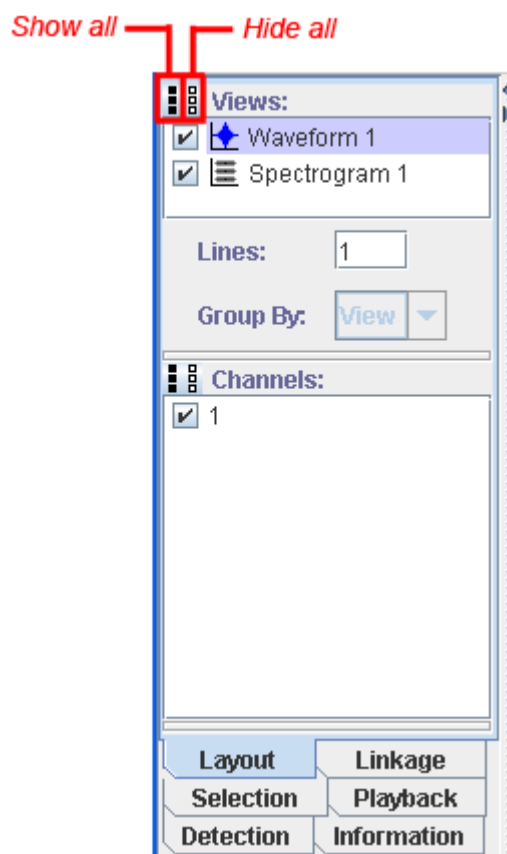 Show all Hide all
Views:
Waveform 1
Spectrogram 1
Lines: 1
Group By: View
Channels:
1
Layout Linkage
Selection Playback
Detection Information